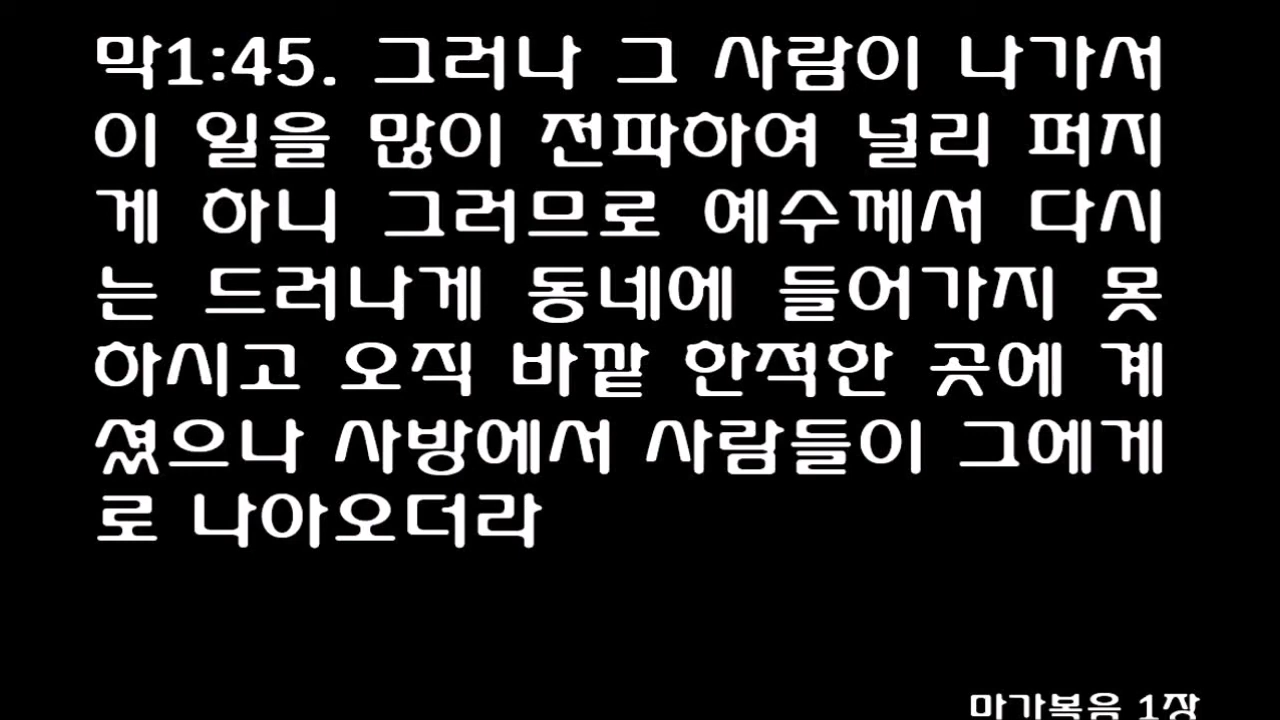 막1:45. 그러나 그 사람이 나가서
이 일을 많이 전파하여 널리 퍼지
게 하니 그러므로 예수께서 다시
는 드러나게 동네에 들어가지 못
하시고 오직 바깥 한적한 곳에 계
셨으나 사방에서 사람들이 그에게
로 나아오더라
마가복음 1장